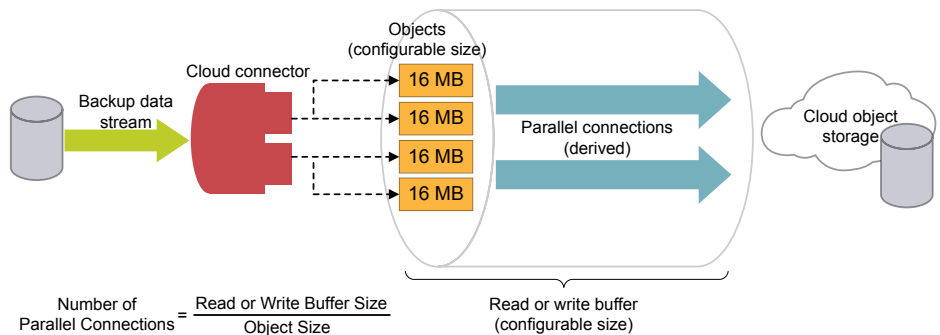 Objects
(configurable size)
Cloud connector
16 MB
16 MB
16 MB
16 MB
Backup data
stream
Parallel connections
(derived)
Cloud object
storage
Number of
Parallel Connections
=
Read or Write Buffer Size
Object Size
Read or write buffer
(configurable size)